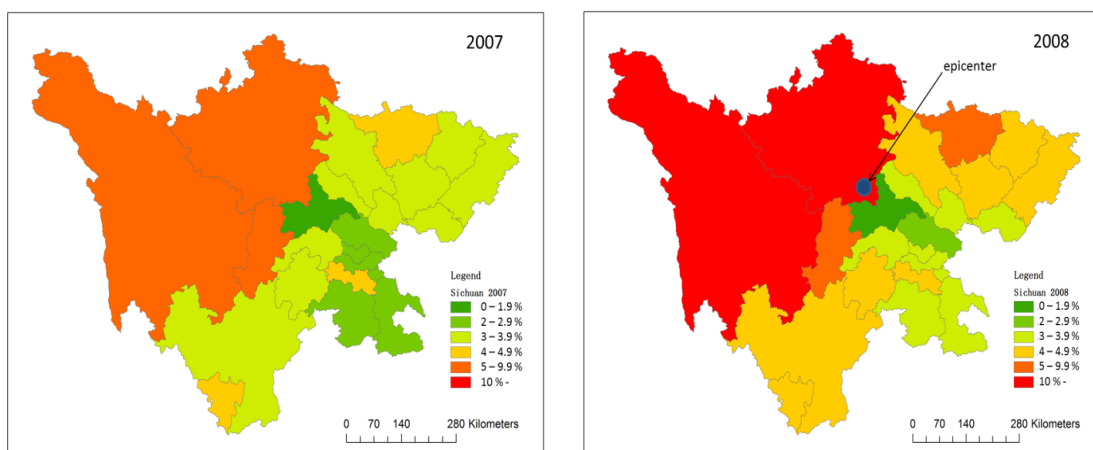 2007
Legend
Sichuan 2007
0 – 1.9 %
2 – 2.9 %
3 – 3.9 %
4 – 4.9 %
5 – 9.9 %
10 % -
0 70 140 280 Kilometers
2008
epicenter
Legend
Sichuan 2008
0 – 1.9 %
2 – 2.9 %
3 – 3.9 %
4 – 4.9 %
5 – 9.9 %
10 % -
0 70 140 280 Kilometers